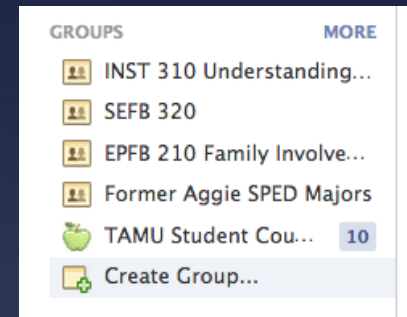 GROUPS MORE
INST 310 Understanding...
SEFB 320
EPFB 210 Family Involve...
Former Aggie SPED Majors
TAMU Student Cou... 10
Create Group...